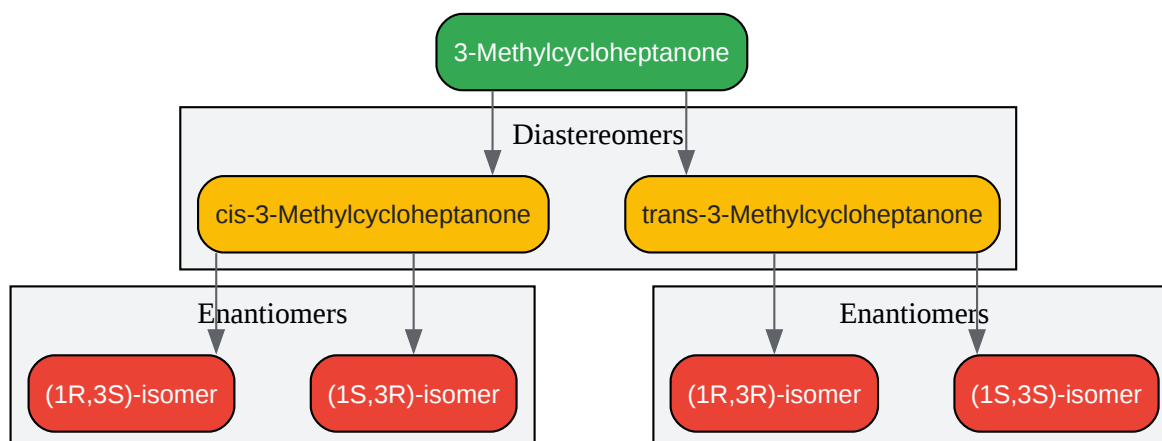 3-Methylcycloheptanone
Diastereomers
cis-3-Methylcycloheptanone
trans-3-Methylcycloheptanone
Enantiomers
Enantiomers
(1R,3S)-isomer
(1S,3R)-isomer
(1R,3R)-isomer
(1S,3S)-isomer